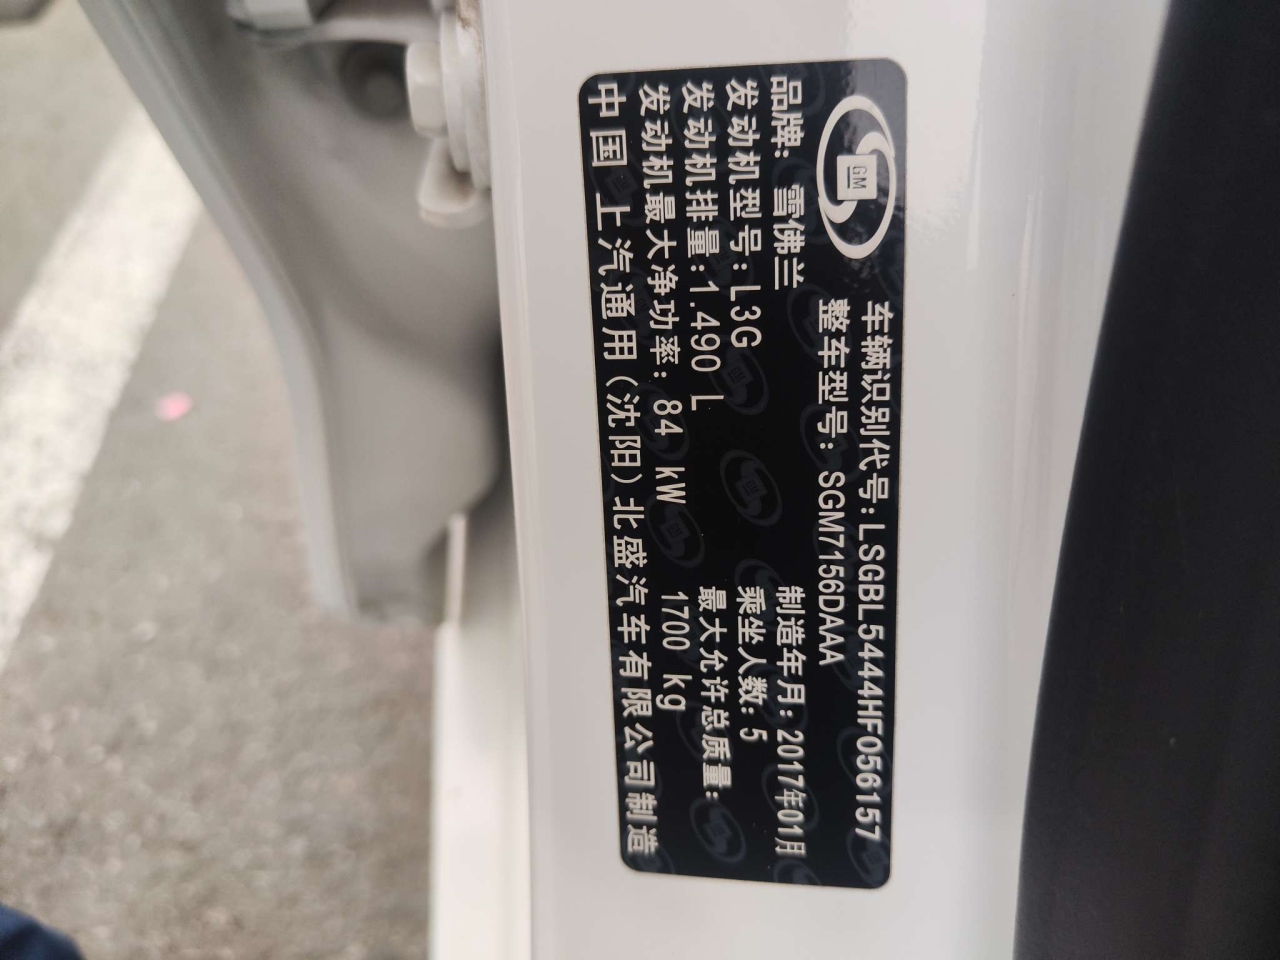 GM
车辆识别代号:LSGBL5444HF056157
整车型号: SGM7156DAAA
品牌: 雪佛兰
制造年月: 2017年01月
发动机型号:L3G
乘坐人数: 5
发动机排量:1.490 L
最大允许总质量:
发动机最大净功率: 84 kW
1700 kg
中国上汽通用(沈阳)北盛汽车有限公司制造